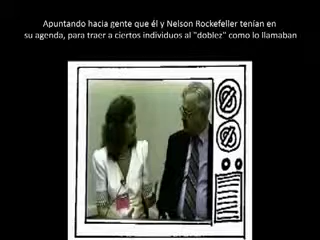 Apuntando hacia gente que él y Nelson Rockefeller tenían en
su agenda, para traer a ciertos individuos al "doblez" como lo llamaban